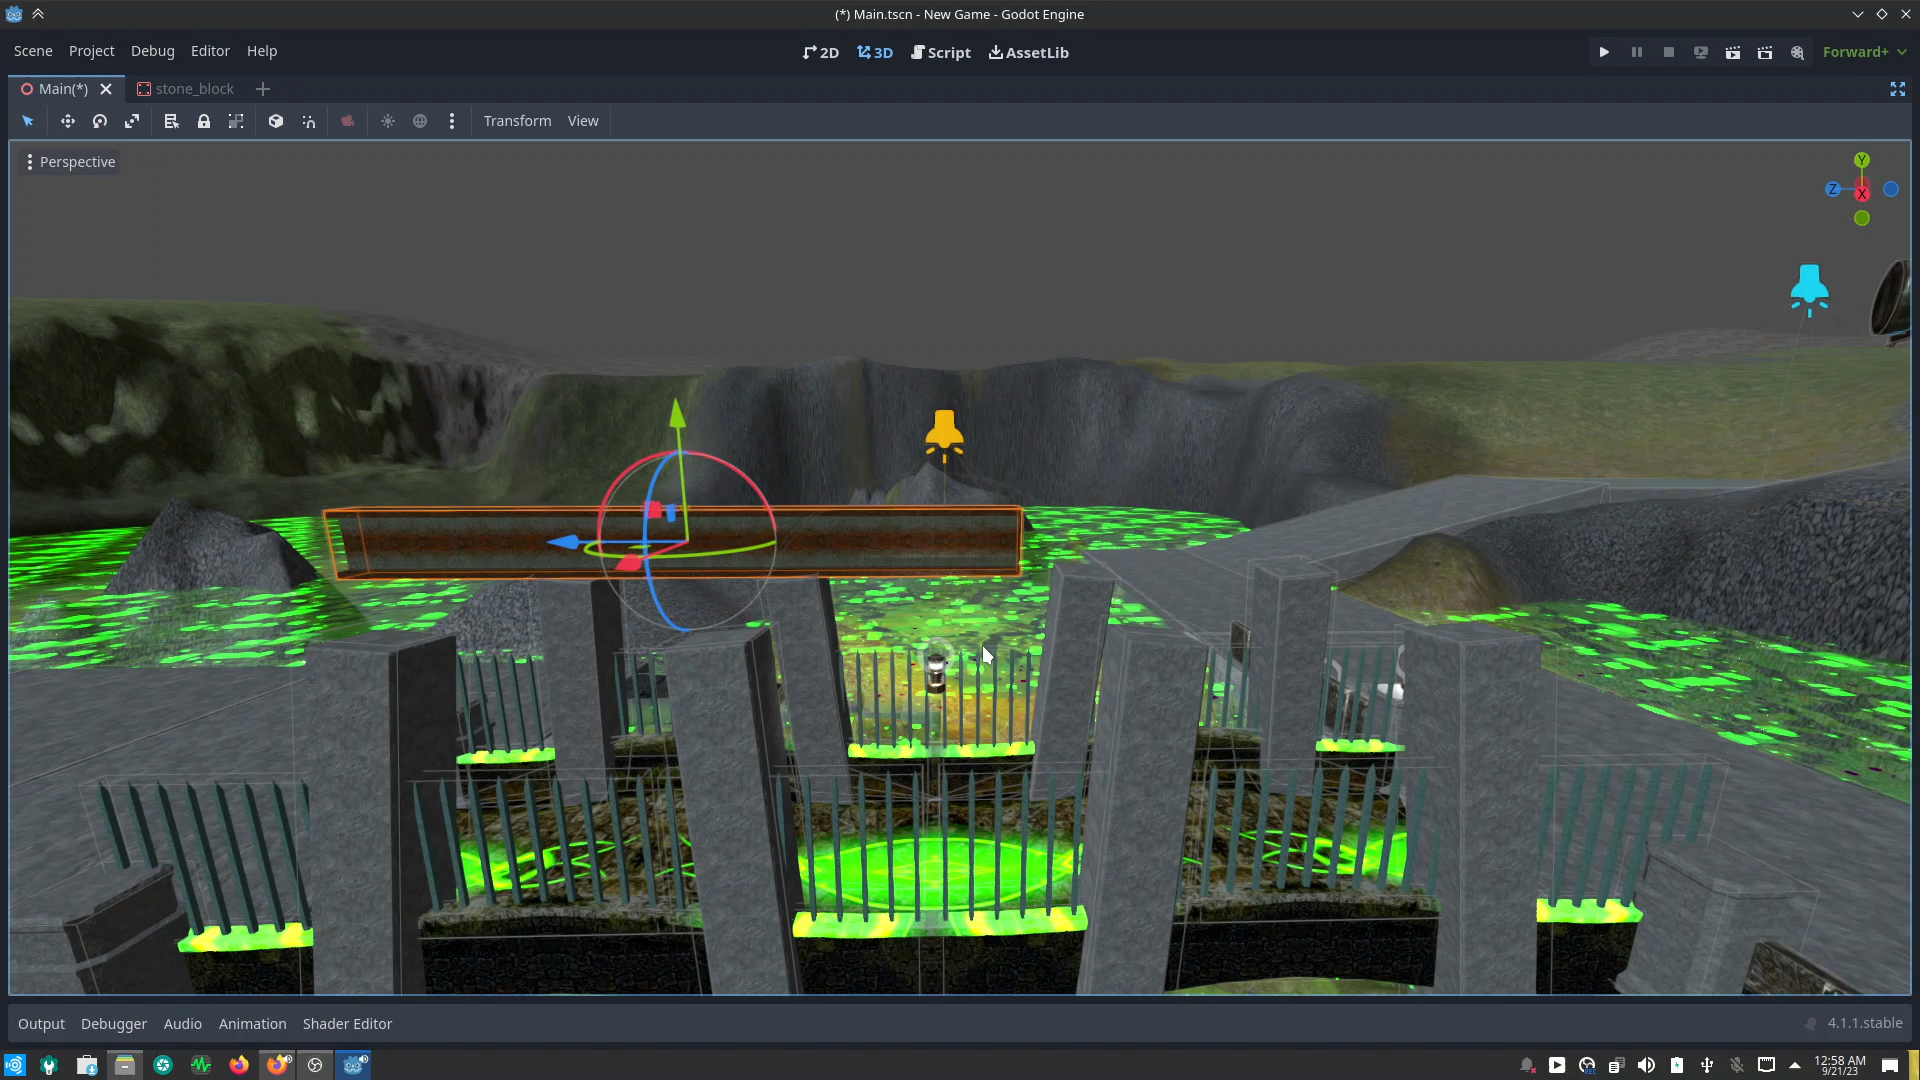 (*) Main.tscn - New Game - Godot Engine
Scene Project Debug Editor Help
2D 3D Script AssetLib
Forward+
Main(*) stone_block
Transform View
Perspective
Y
Z X
Output Debugger Audio Animation Shader Editor
4.1.1.stable
12:58 AM
9/21/23